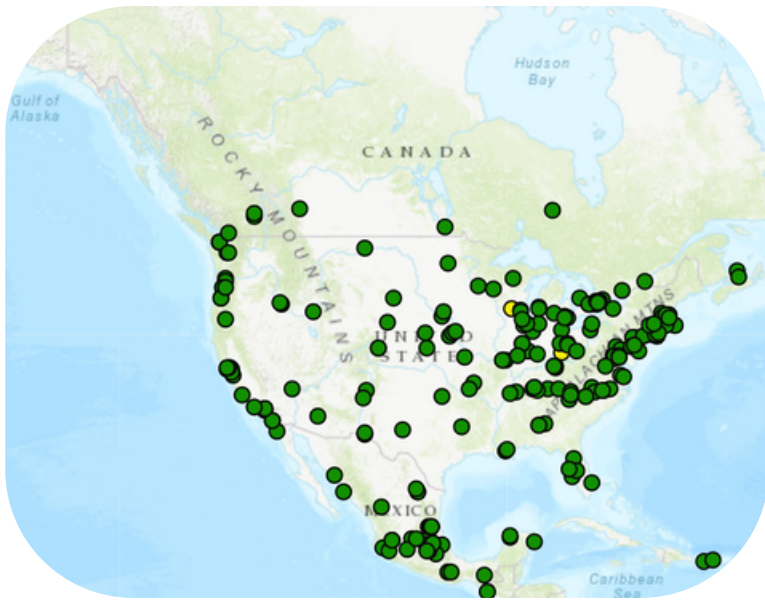 Hudson
Bay
Gulf of
Alaska
CANADA
ROCKY MOUNTAINS
UNITED
STATES
APPALACHIAN MTNS
MEXICO
Caribbean
Sea